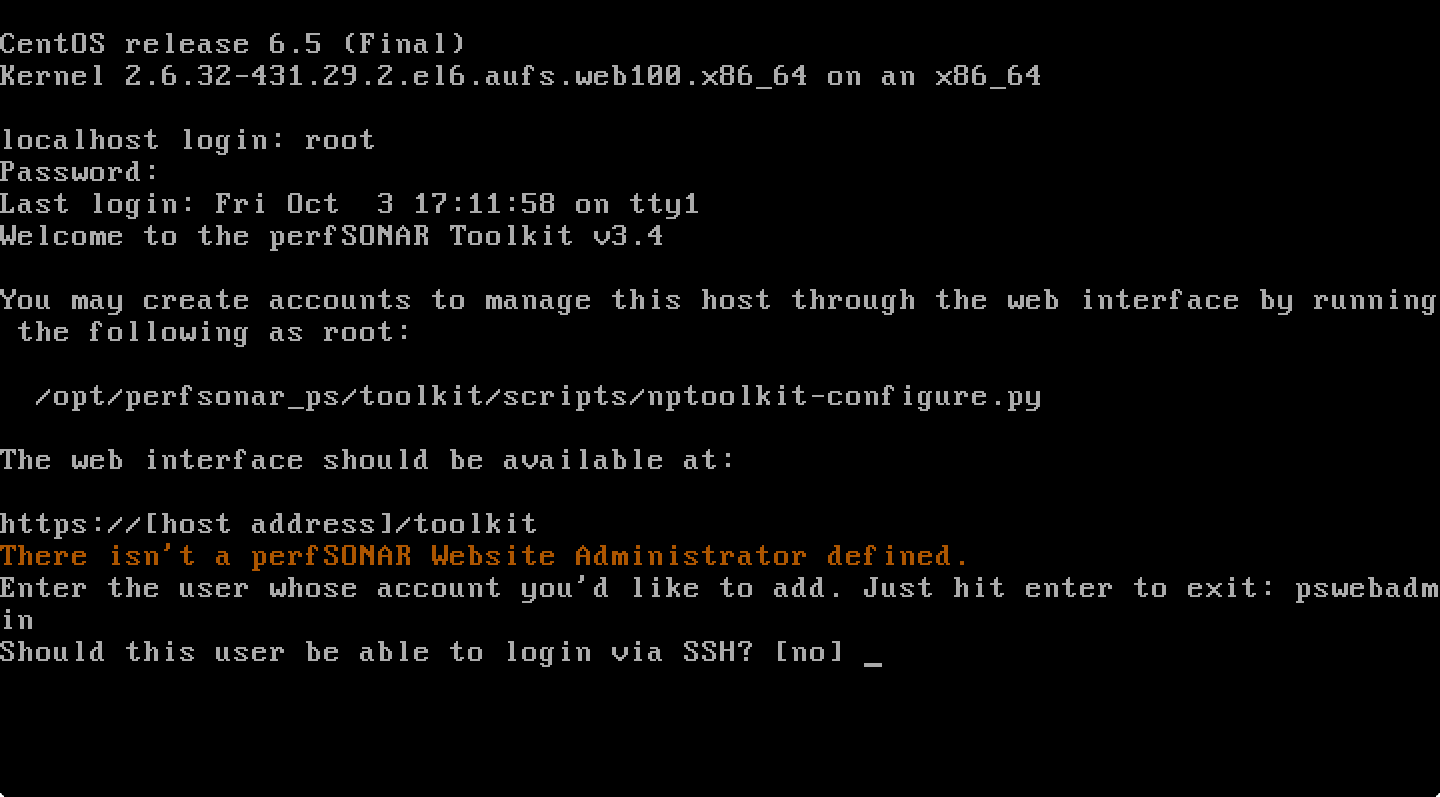 CentOS release 6.5 (Final)
Kernel 2.6.32-431.29.2.el6.aufs.web100.x86_64 on an x86_64
localhost login: root
Password:
Last login: Fri Oct  3 17:11:58 on tty1
Welcome to the perfSONAR Toolkit v3.4
You may create accounts to manage this host through the web interface by running
 the following as root:
  /opt/perfsonar_ps/toolkit/scripts/nptoolkit-configure.py
The web interface should be available at:
https://[host address]/toolkit
There isn't a perfSONAR Website Administrator defined.
Enter the user whose account you'd like to add. Just hit enter to exit: pswebadm
in
Should this user be able to login via SSH? [no] _